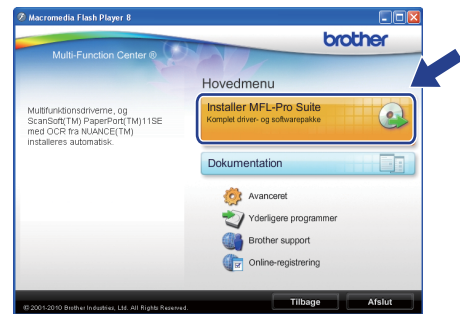 Macromedia Flash Player 8
brother
Multi-Function Center ®
Hovedmenu
Multifunktionsdriverne, og
ScanSoft(TM) PaperPort(TM)11SE
med OCR fra NUANCE(TM)
installeres automatisk.
Installer MFL-Pro Suite
Komplet driver- og softwarepakke
Dokumentation
Avanceret
Yderligere programmer
Brother support
Online-registrering
© 2001-2010 Brother Industries, Ltd. All Rights Reserved.
Tilbage
Afslut